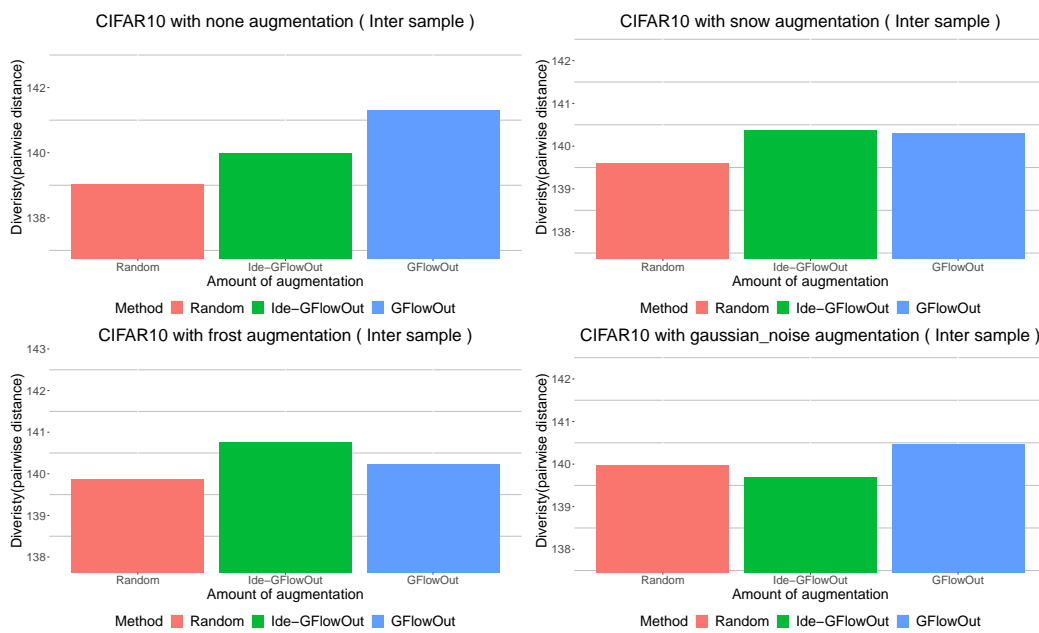 CIFAR10 with none augmentation ( Inter sample )
Diveristy(pairwise distance)
142
140
138
Random
Ide−GFlowOut
GFlowOut
Amount of augmentation
Method Random Ide−GFlowOut GFlowOut
CIFAR10 with snow augmentation ( Inter sample )
Diveristy(pairwise distance)
142
141
140
139
138
Random
Ide−GFlowOut
GFlowOut
Amount of augmentation
Method Random Ide−GFlowOut GFlowOut
CIFAR10 with frost augmentation ( Inter sample )
Diveristy(pairwise distance)
143
142
141
140
139
138
Random
Ide−GFlowOut
GFlowOut
Amount of augmentation
Method Random Ide−GFlowOut GFlowOut
CIFAR10 with gaussian_noise augmentation ( Inter sample )
Diveristy(pairwise distance)
142
140
138
Random
Ide−GFlowOut
GFlowOut
Amount of augmentation
Method Random Ide−GFlowOut GFlowOut